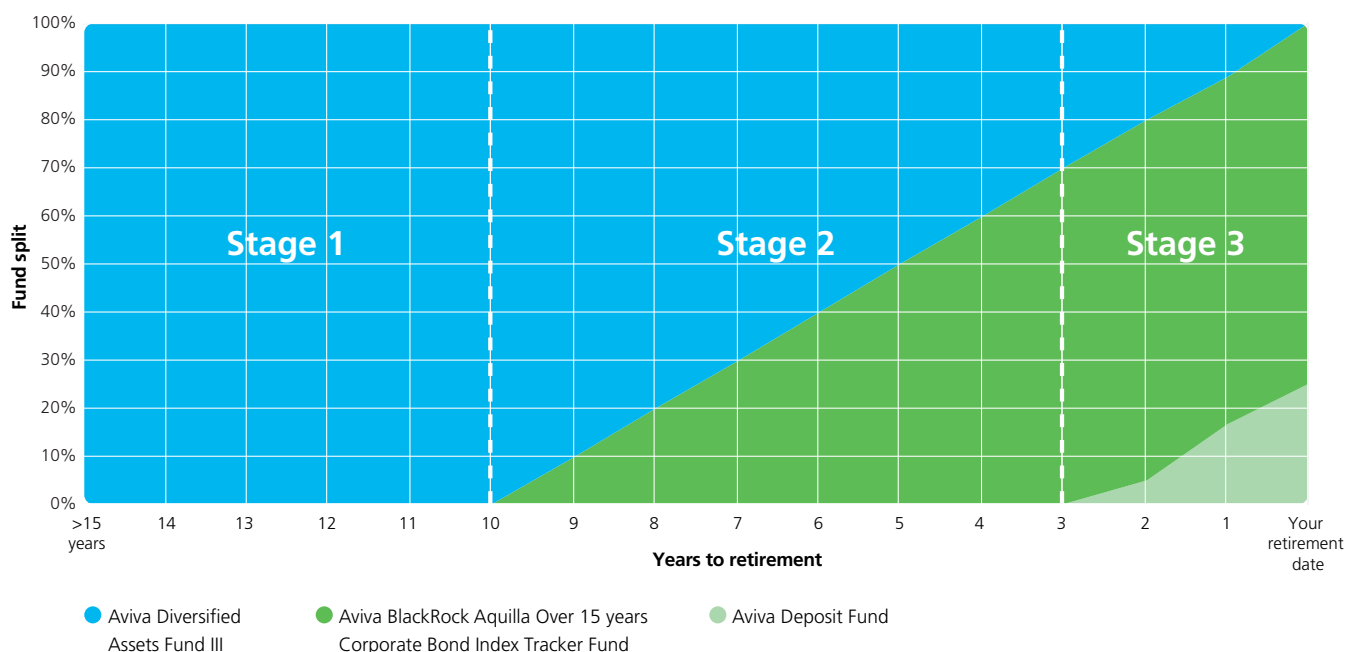 100%
90%
80%
70%
60%
50%
40%
30%
20%
10%
0%
Fund split
Stage 1
Stage 2
Stage 3
>15 years
14
13
12
11
10
9
8
7
6
5
4
3
2
1
Your
retirement
date
Years to retirement
Aviva Diversified
Assets Fund III
Aviva BlackRock Aquilla Over 15 years
Corporate Bond Index Tracker Fund
Aviva Deposit Fund